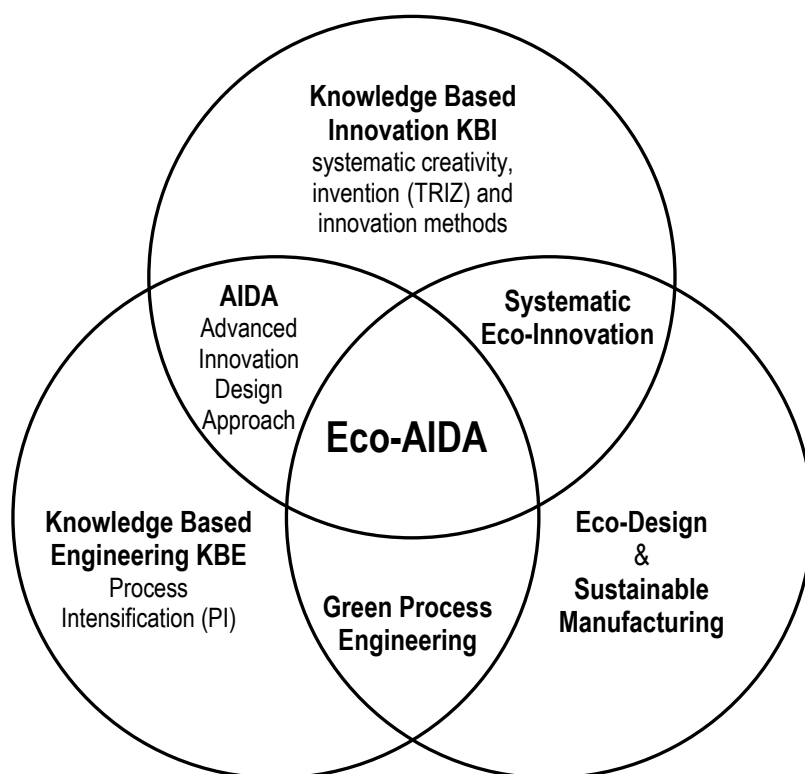 Knowledge Based
Innovation KBI
systematic creativity,
invention (TRIZ) and
innovation methods
AIDA
Advanced
Innovation
Design
Approach
Systematic
Eco-Innovation
Eco-AIDA
Knowledge Based
Engineering KBE
Process
Intensification (PI)
Eco-Design
&
Sustainable
Manufacturing
Green Process
Engineering